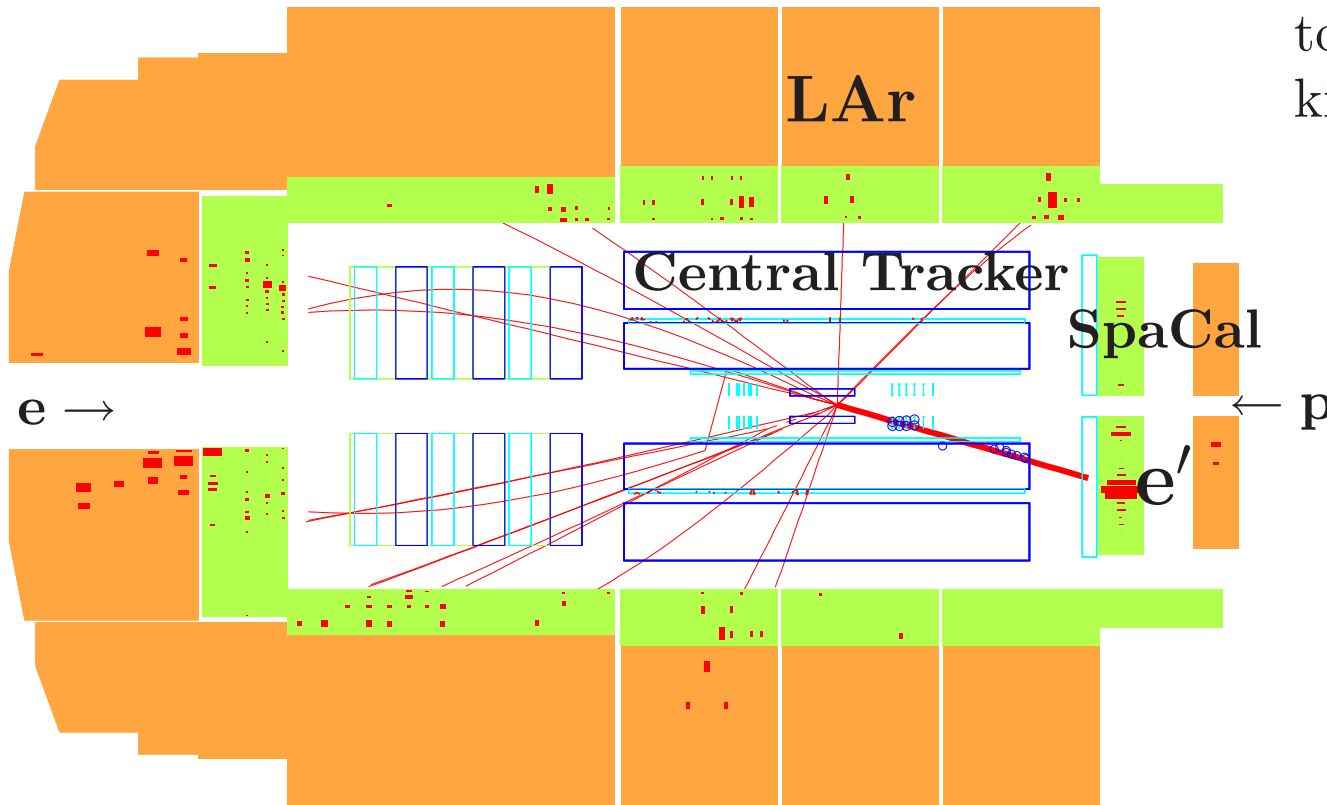 LAr
Central Tracker
SpaCal
e →
← p
e′